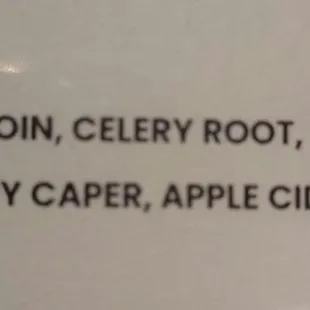 OIN, CELERY ROOT,
Y CAPER, APPLE CID